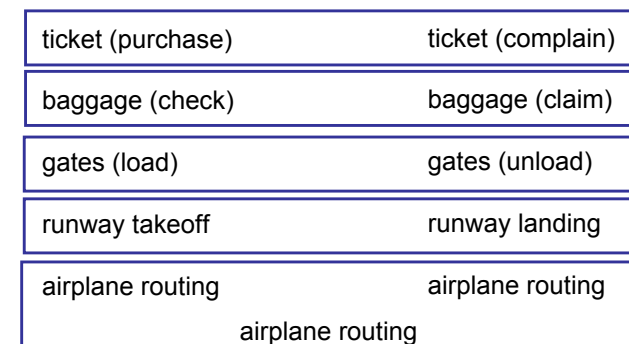 ticket (purchase) ticket (complain)
baggage (check) baggage (claim)
gates (load) gates (unload)
runway takeoff runway landing
airplane routing airplane routing
airplane routing